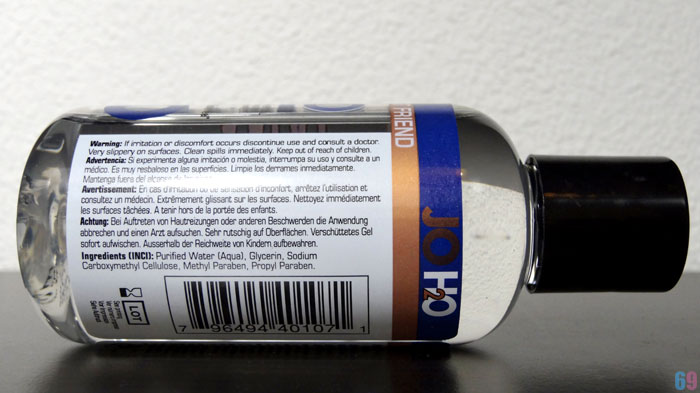 Warning: If irritation or discomfort occurs discontinue use and consult a doctor.
Very slippery on surfaces. Clean spills immediately. Keep out of reach of children.
Advertencia: Si experimenta alguna irritación o molestia, interrumpa su uso y consulte a un
médico. Es muy resbaloso en las superficies. Limpie los derrames inmediatamente.
Mantenga fuera del alcance de
Avertissement: En cas d'irritation ou de sensation d'inconfort, arrêtez l'utilisation et
consultez un médecin. Extrêmement glissant sur les surfaces. Nettoyez immédiatement
les surfaces tâchées. A tenir hors de la portée des enfants.
Achtung: Bei Auftreten von Hautreizungen oder anderen Beschwerden die Anwendung
abbrechen und einen Arzt aufsuchen. Sehr rutschig auf Oberflächen. Verschüttetes Gel
sofort aufwischen. Ausserhalb der Reichweite von Kindern aufbewahren.
Ingredients (INCI): Purified Water (Aqua), Glycerin, Sodium
Carboxymethyl Cellulose, Methyl Paraben, Propyl Paraben.
LOT
7 96494 40107 1
FRIEND
JO H2O
69